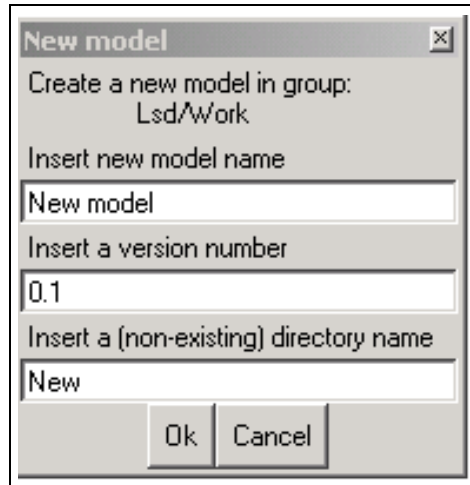 New model
Create a new model in group:
Lsd/Work
Insert new model name
New model
Insert a version number
0.1
Insert a (non-existing) directory name
New
Ok Cancel